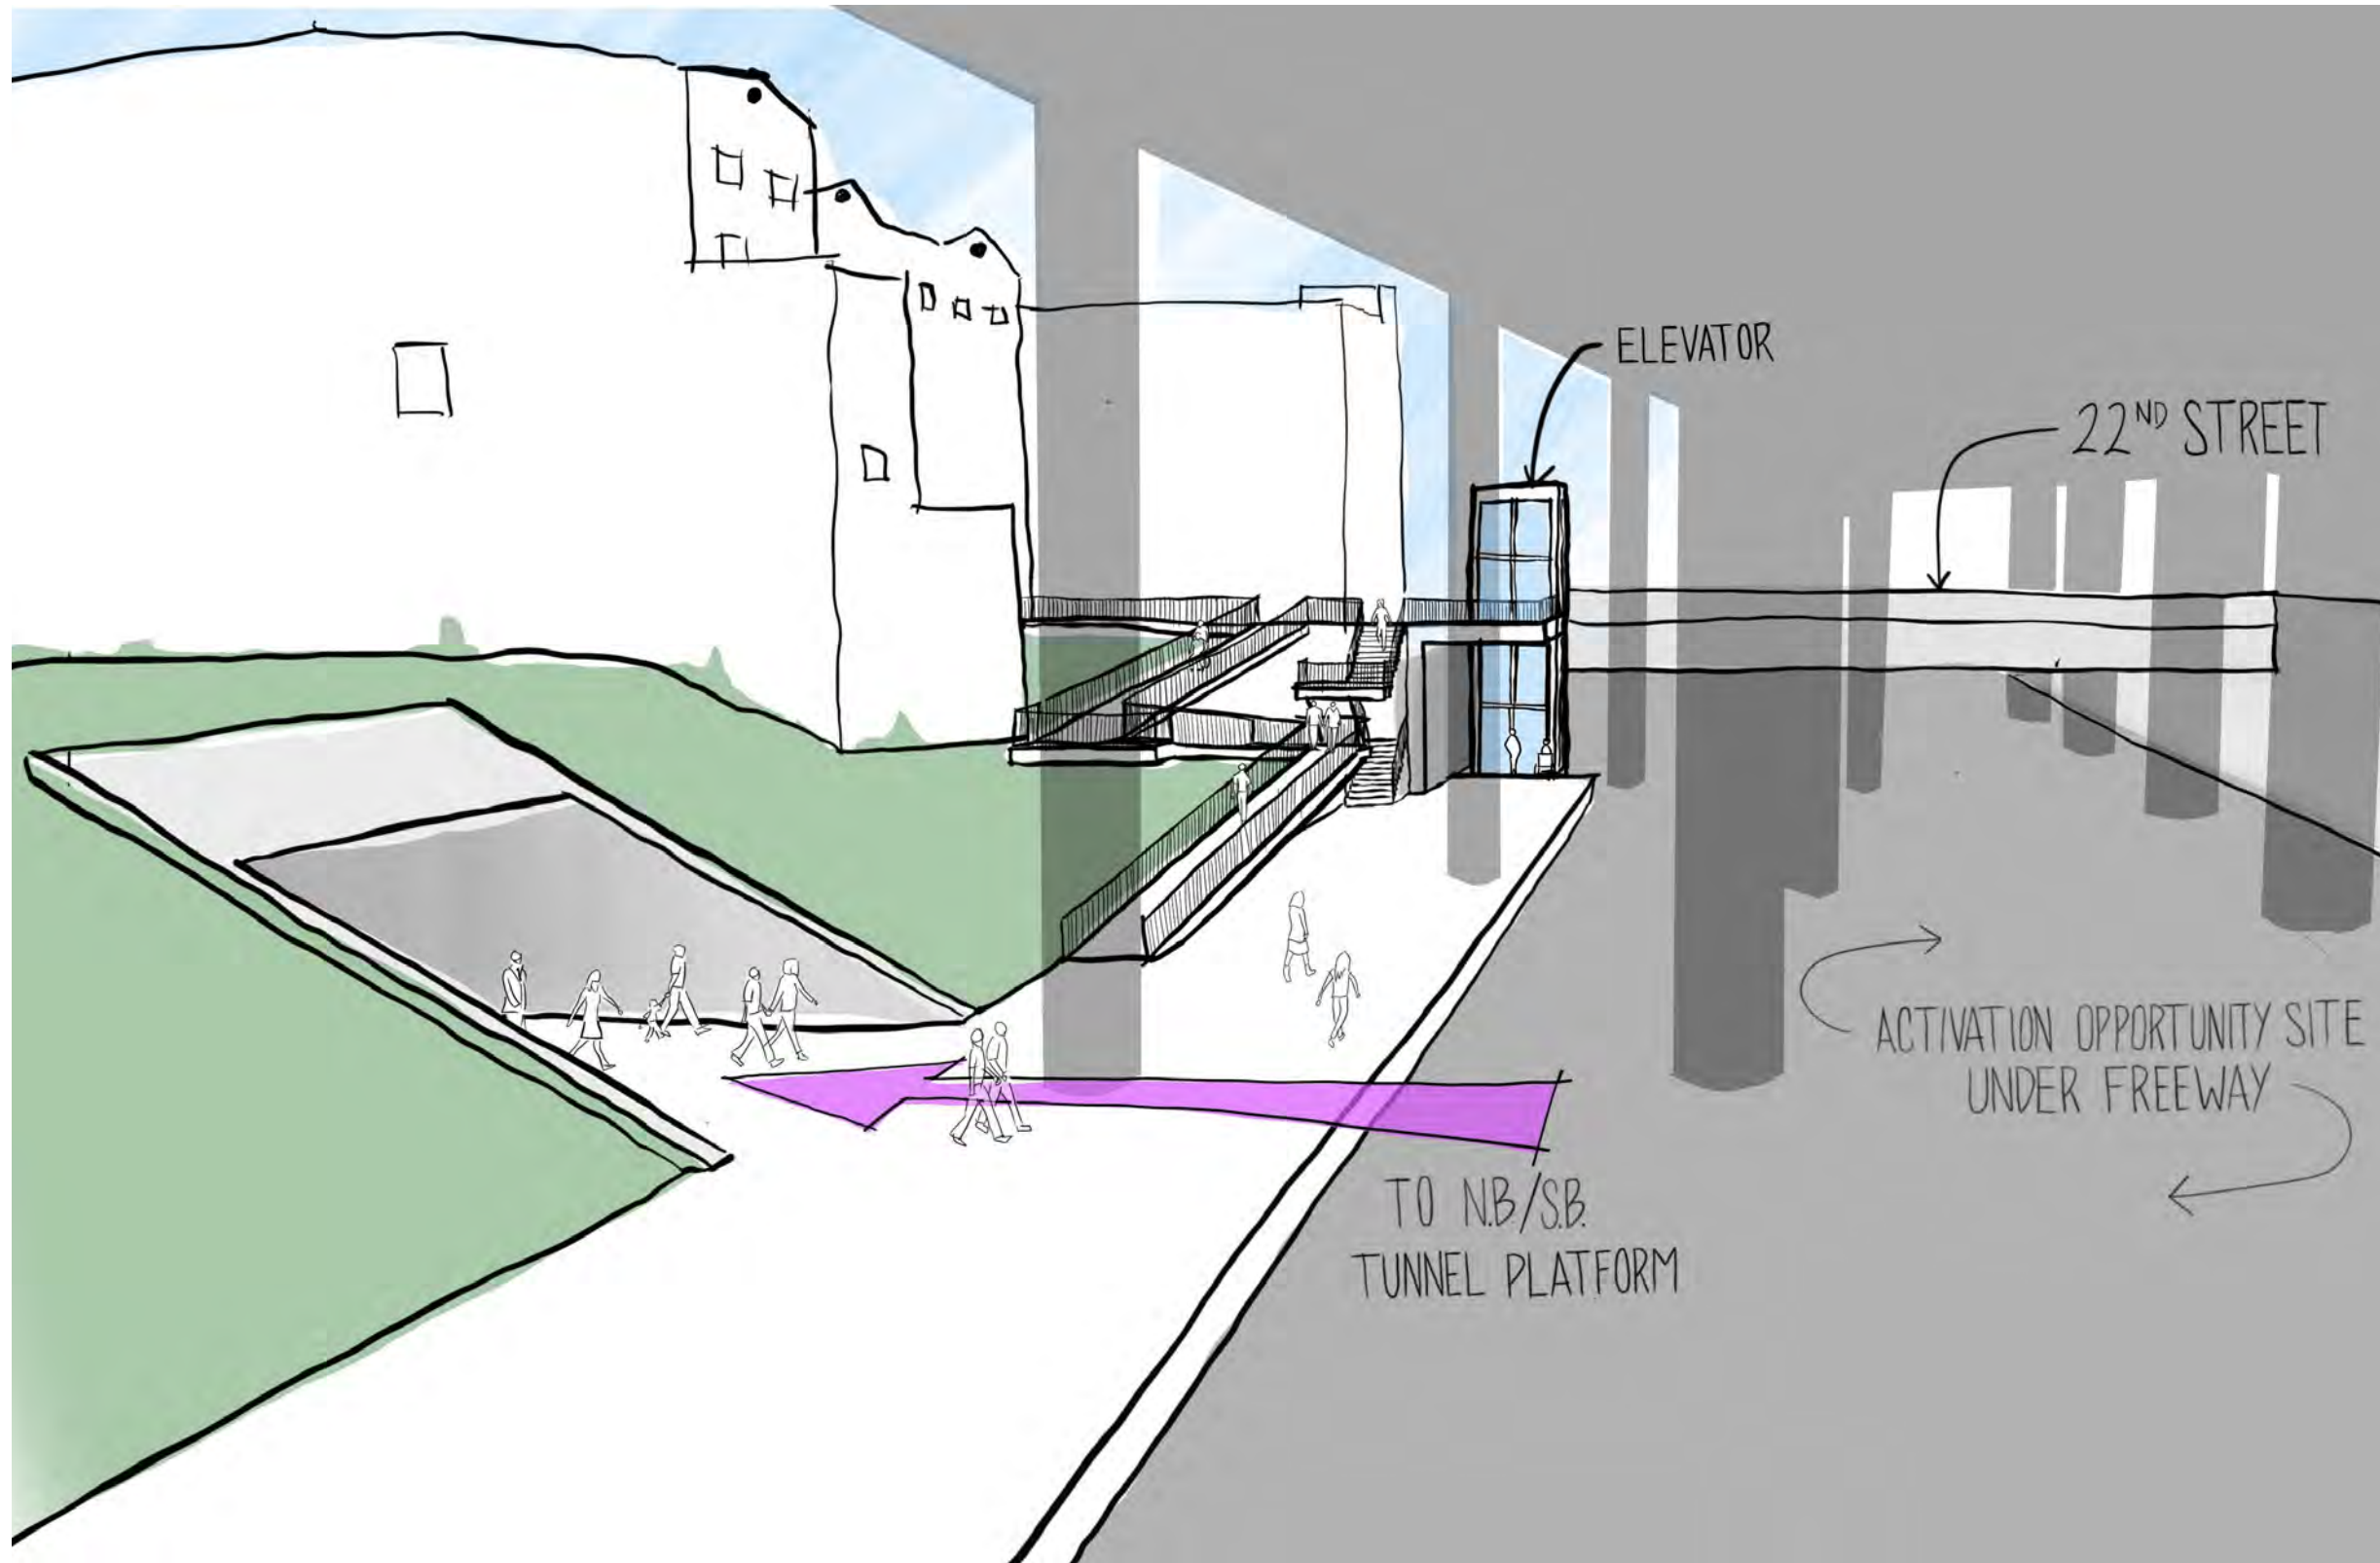 ELEVATOR
22ND STREET
ACTIVATION OPPORTUNITY SITE
UNDER FREEWAY
TO N.B./S.B.
TUNNEL PLATFORM